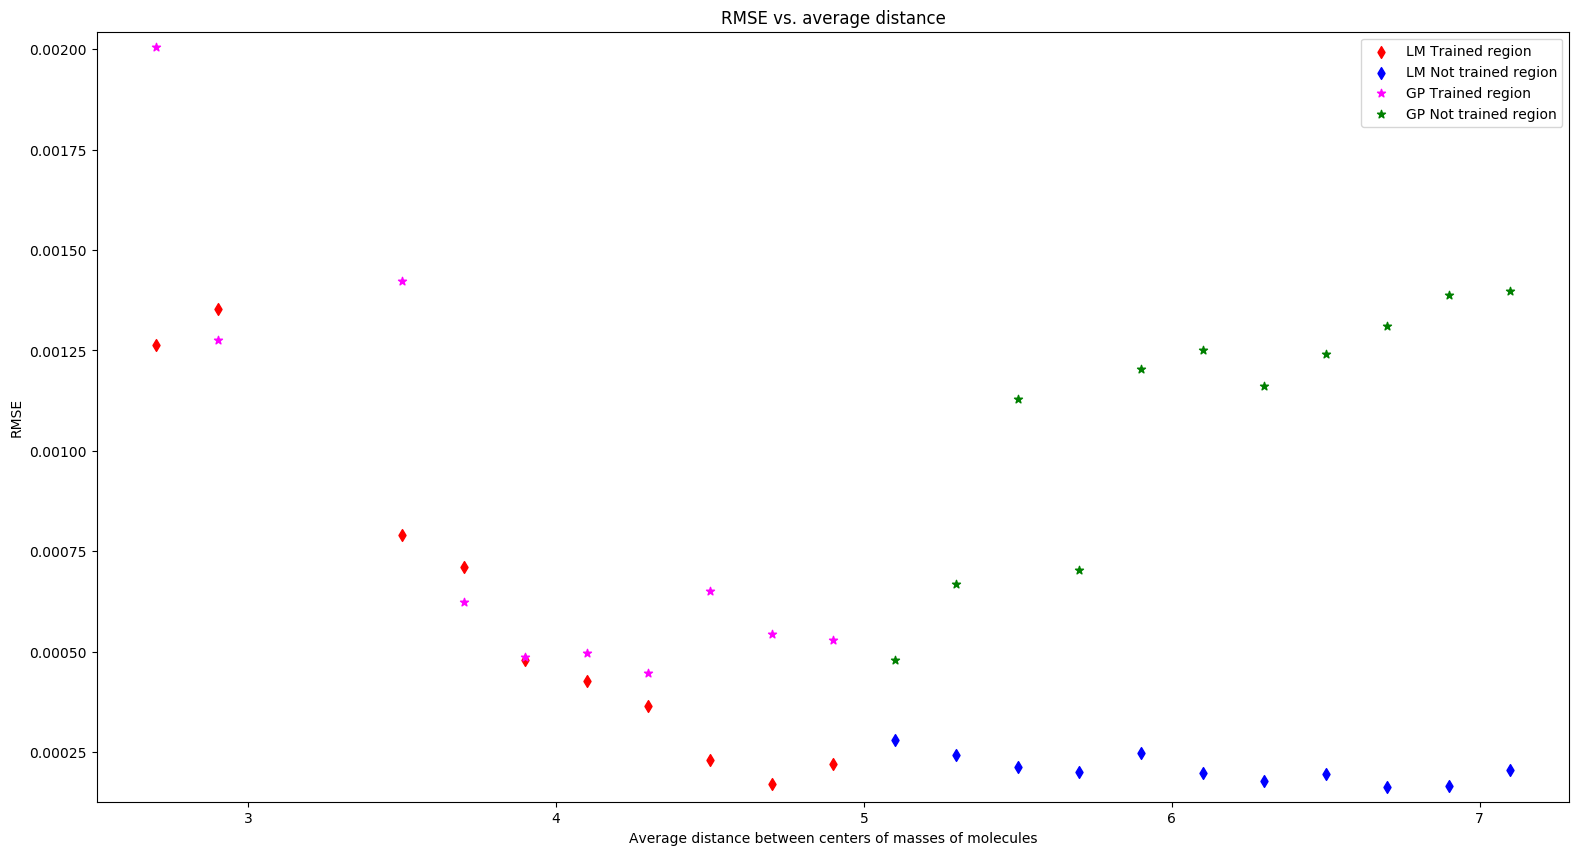 RMSE vs. average distance
LM Trained region
LM Not trained region
GP Trained region
GP Not trained region
0.00200
0.00175
0.00150
0.00125
0.00100
0.00075
0.00050
0.00025
RMSE
3 4 5 6 7
Average distance between centers of masses of molecules